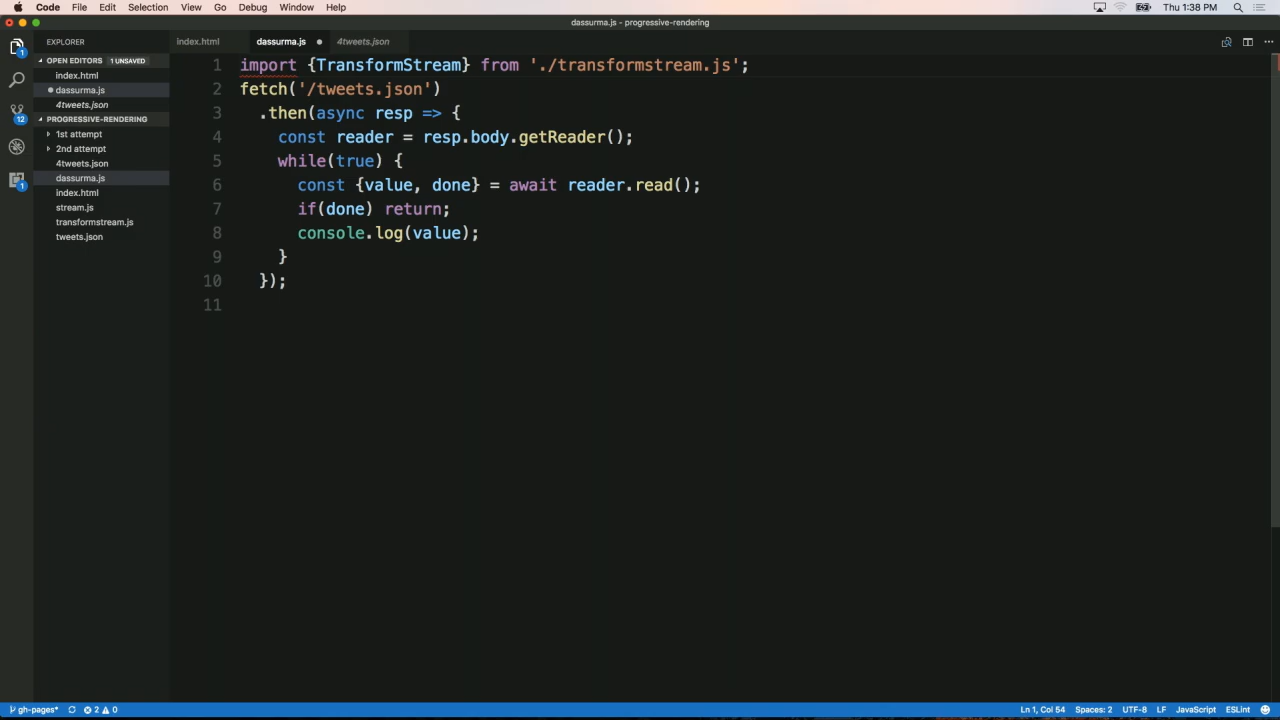 Code File Edit Selection View Go Debug Window Help Thu 1:38 PM
dassurma.js - progressive-rendering
EXPLORER
index.html dassurma.js 4tweets.json
OPEN EDITORS 1 UNSAVED
index.html
dassurma.js
4tweets.json
PROGRESSIVE-RENDERING
1st attempt
2nd attempt
4tweets.json
dassurma.js
index.html
stream.js
transformstream.js
tweets.json
1
12
1
1 import {TransformStream} from './transformstream.js';
2 fetch('/tweets.json')
3 .then(async resp => {
4 const reader = resp.body.getReader();
5 while(true) {
6 const {value, done} = await reader.read();
7 if(done) return;
8 console.log(value);
9 }
10 });
11
gh-pages* 2 0 Ln 1, Col 54 Spaces: 2 UTF-8 LF JavaScript ESLint